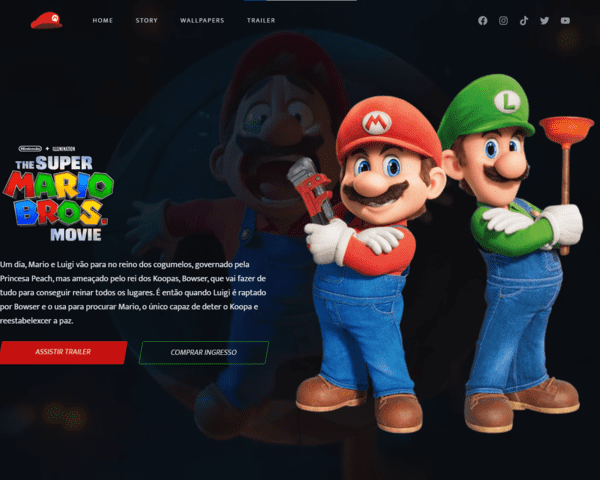 HOME STORY WALLPAPERS TRAILER
M
L
M
Nintendo + ILLUMINATION
THE SUPER
MARIO
BROS.
MOVIE
Um dia, Mario e Luigi vão para no reino dos cogumelos, governado pela
Princesa Peach, mas ameaçado pelo rei dos Koopas, Bowser, que vai fazer de
tudo para conseguir reinar todos os lugares. É então quando Luigi é raptado
por Bowser e o usa para procurar Mario, o único capaz de deter o Koopa e
reestabelexcer a paz.
ASSISTIR TRAILER COMPRAR INGRESSO